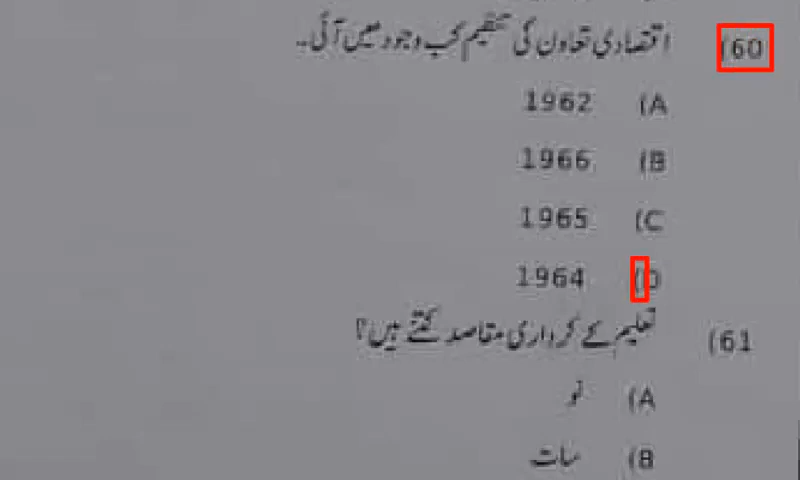 60) اقتصادی تعاون کی تنظیم کب وجود میں آئی۔
A) 1962
B) 1966
C) 1965
D) 1964
61) تعلیم کے کرداری مقاصد کتنے ہیں؟
A) نو
B) سات